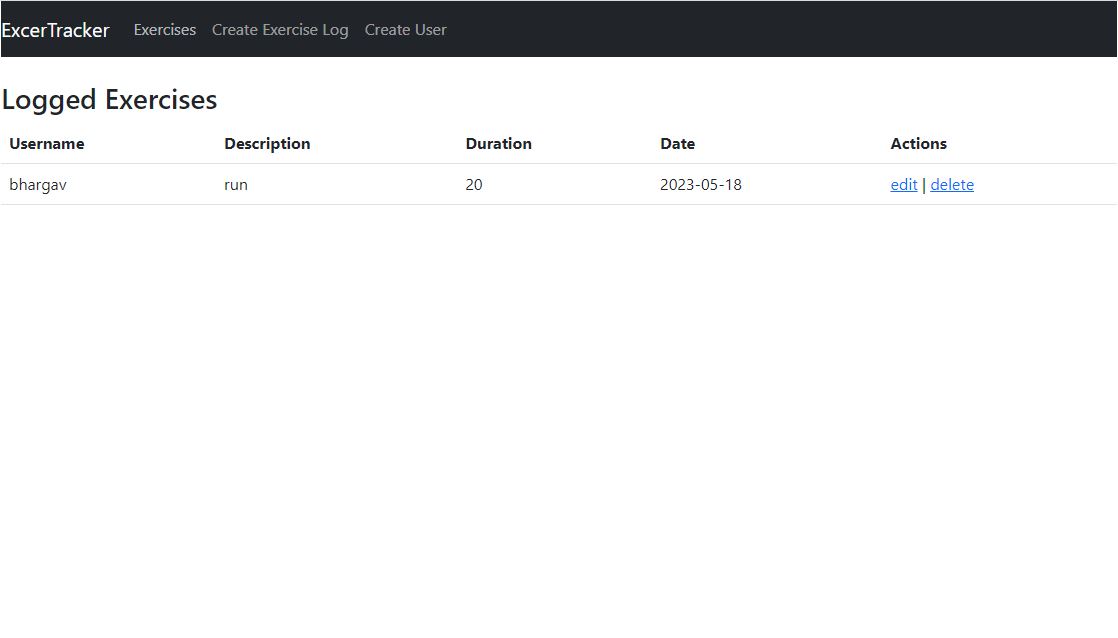 ExcerTracker Exercises Create Exercise Log Create User
Logged Exercises
Username Description Duration Date Actions
bhargav run 20 2023-05-18 edit | delete